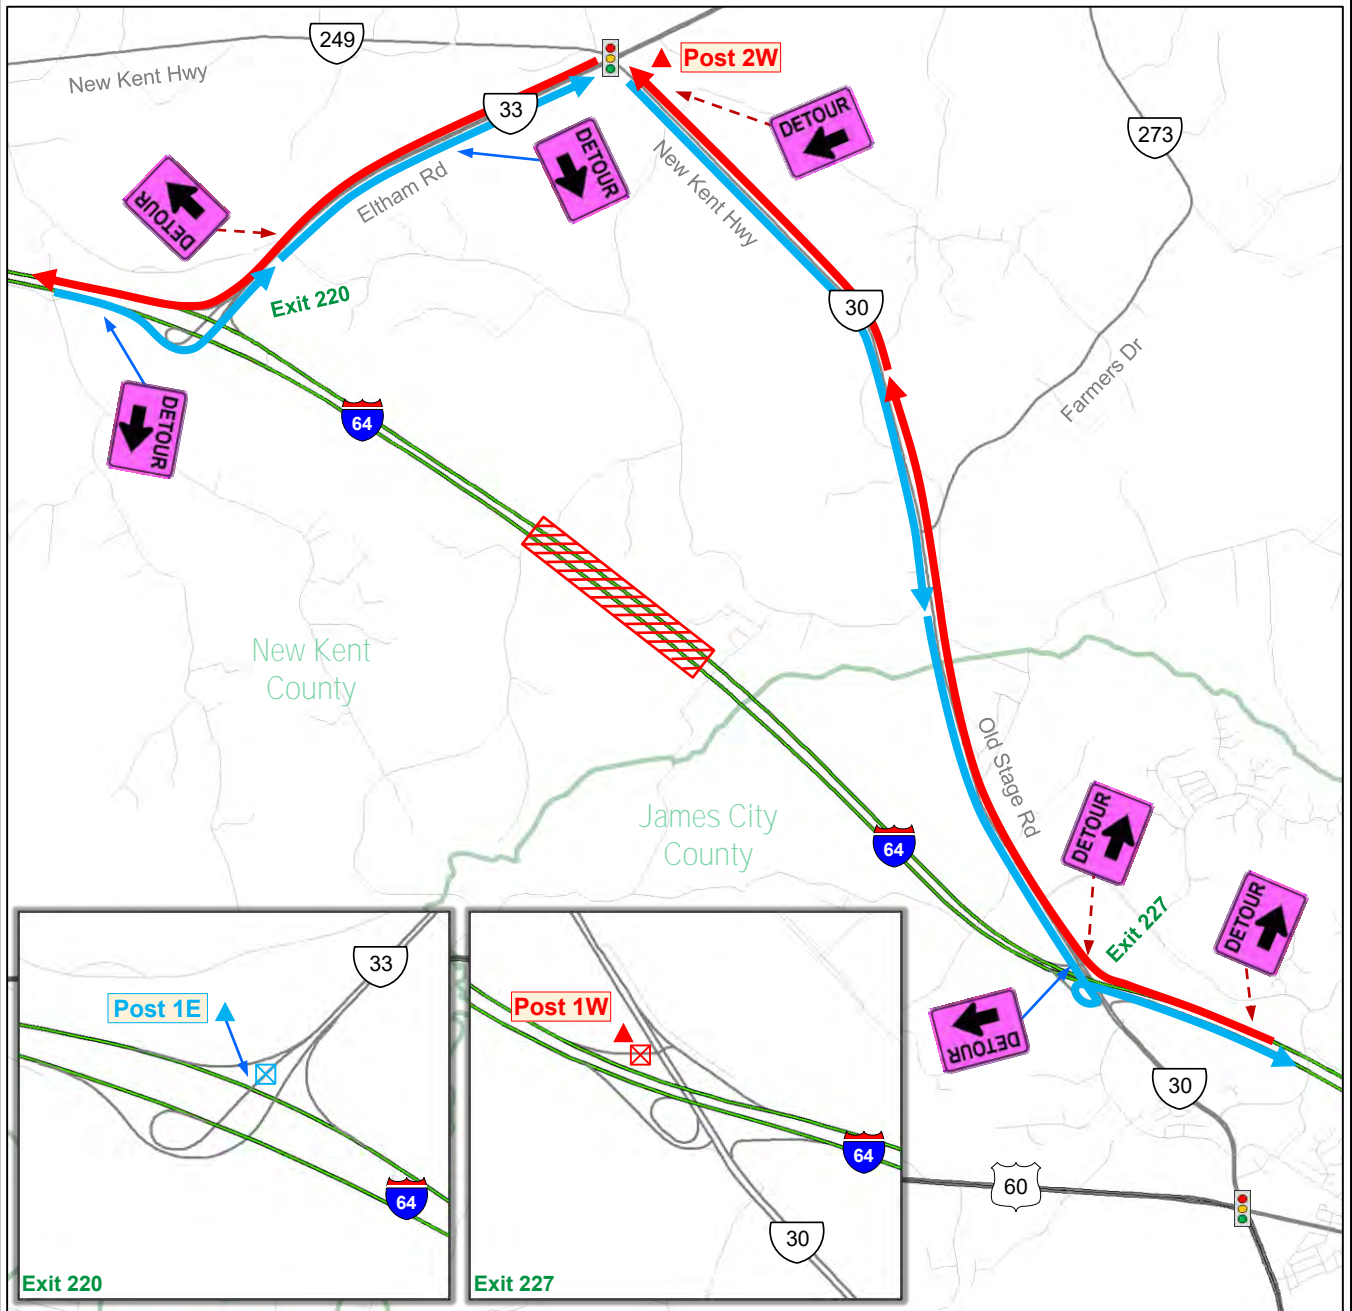 249
New Kent Hwy
Post 2W
33
DETOUR
DETOUR
273
New Kent Hwy
Eltham Rd
DETOUR
Exit 220
30
Farmers Dr
DETOUR
64
New Kent
County
Old Stage Rd
James City
County
64
DETOUR
DETOUR
Exit 227
DETOUR
33
Post 1E
64
Exit 220
Post 1W
64
30
Exit 227
30
60